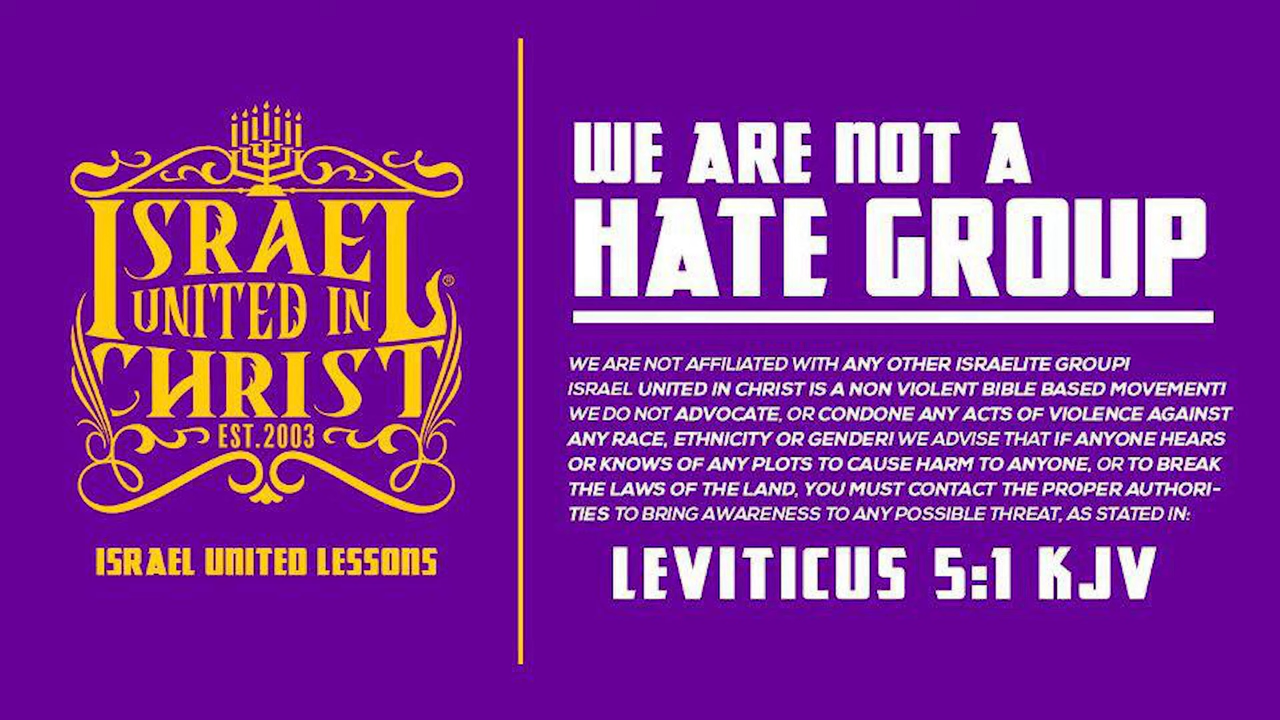 ISRAEL
UNITED IN
CHRIST
®
EST.2003
ISRAEL UNITED LESSONS
WE ARE NOT A
HATE GROUP
WE ARE NOT AFFILIATED WITH ANY OTHER ISRAELITE GROUP!
ISRAEL UNITED IN CHRIST IS A NON VIOLENT BIBLE BASED MOVEMENT!
WE DO NOT ADVOCATE, OR CONDONE ANY ACTS OF VIOLENCE AGAINST
ANY RACE, ETHNICITY OR GENDER! WE ADVISE THAT IF ANYONE HEARS
OR KNOWS OF ANY PLOTS TO CAUSE HARM TO ANYONE, OR TO BREAK
THE LAWS OF THE LAND, YOU MUST CONTACT THE PROPER AUTHORI-
TIES TO BRING AWARENESS TO ANY POSSIBLE THREAT, AS STATED IN:
LEVITICUS 5:1 KJV